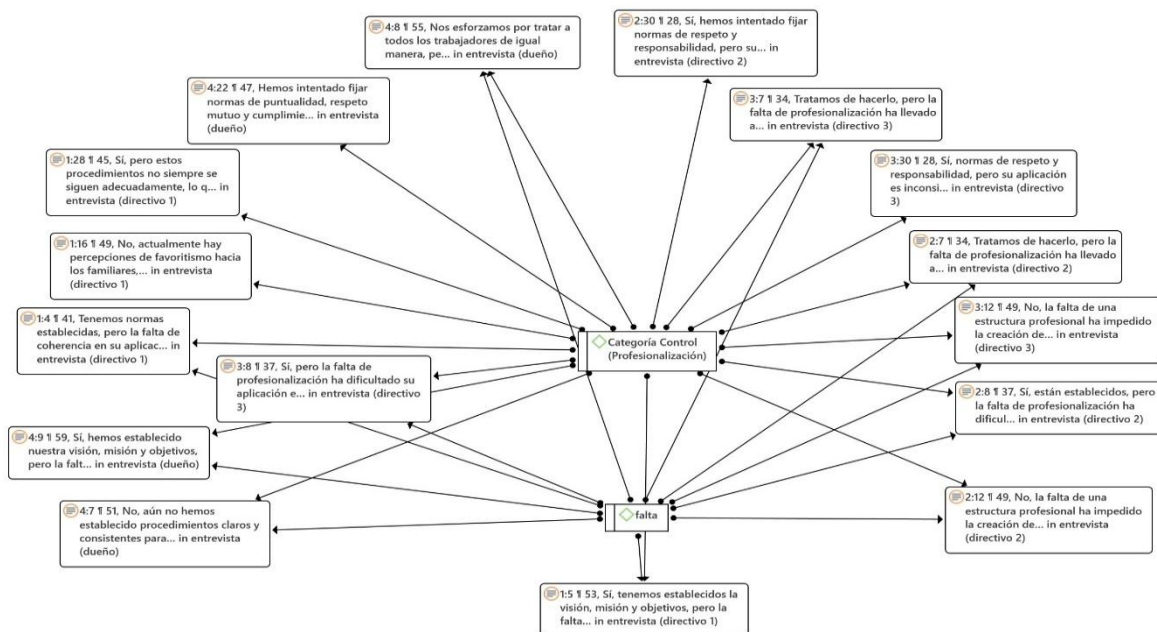 4:8 ¶ 55, Nos esforzamos por tratar a
todos los trabajadores de igual
manera, pe... in entrevista (dueño)
2:30 ¶ 28, Sí, hemos intentado fijar
normas de respeto y
responsabilidad, pero su... in
entrevista (directivo 2)
4:22 ¶ 47, Hemos intentado fijar
normas de puntualidad, respeto
mutuo y cumplimie... in entrevista
(dueño)
3:7 ¶ 34, Tratamos de hacerlo, pero la
falta de profesionalización ha llevado
a... in entrevista (directivo 3)
1:28 ¶ 45, Sí, pero estos
procedimientos no siempre se
siguen adecuadamente, lo q... in
entrevista (directivo 1)
3:30 ¶ 28, Sí, normas de respeto y
responsabilidad, pero su aplicación
es inconsi... in entrevista (directivo
3)
1:16 ¶ 49, No, actualmente hay
percepciones de favoritismo hacia
los familiares,... in entrevista
(directivo 1)
2:7 ¶ 34, Tratamos de hacerlo, pero la
falta de profesionalización ha llevado
a... in entrevista (directivo 2)
1:4 ¶ 41, Tenemos normas
establecidas, pero la falta de
coherencia en su aplicac... in
entrevista (directivo 1)
3:12 ¶ 49, No, la falta de una
estructura profesional ha impedido
la creación de... in entrevista
(directivo 3)
Categoría Control
(Profesionalización)
3:8 ¶ 37, Sí, pero la falta de
profesionalización ha dificultado su
aplicación e... in entrevista (directivo
3)
2:8 ¶ 37, Sí, están establecidos, pero
la falta de profesionalización ha
dificul... in entrevista (directivo 2)
4:9 ¶ 59, Sí, hemos establecido
nuestra visión, misión y objetivos,
pero la falt... in entrevista (dueño)
4:7 ¶ 51, No, aún no hemos
establecido procedimientos claros y
consistentes para... in entrevista
(dueño)
falta
2:12 ¶ 49, No, la falta de una
estructura profesional ha impedido
la creación de... in entrevista
(directivo 2)
1:5 ¶ 53, Sí, tenemos establecidos la
visión, misión y objetivos, pero la
falta... in entrevista (directivo 1)